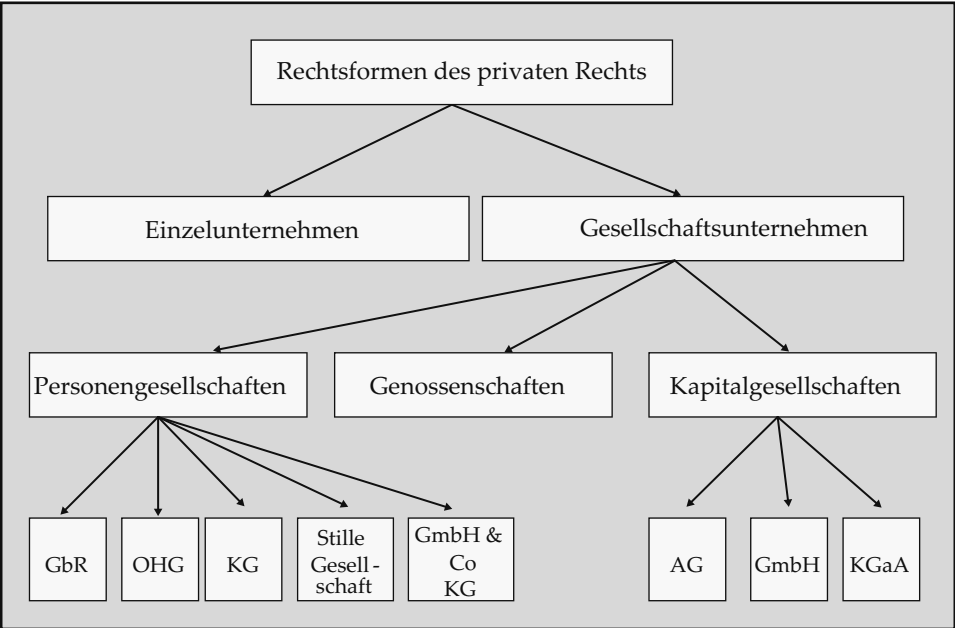 Rechtsformen des privaten Rechts
Einzelunternehmen
Gesellschaftsunternehmen
Personengesellschaften
Genossenschaften
Kapitalgesellschaften
GbR
OHG
KG
Stille
Gesell-
schaft
GmbH &
Co
KG
AG
GmbH
KGaA